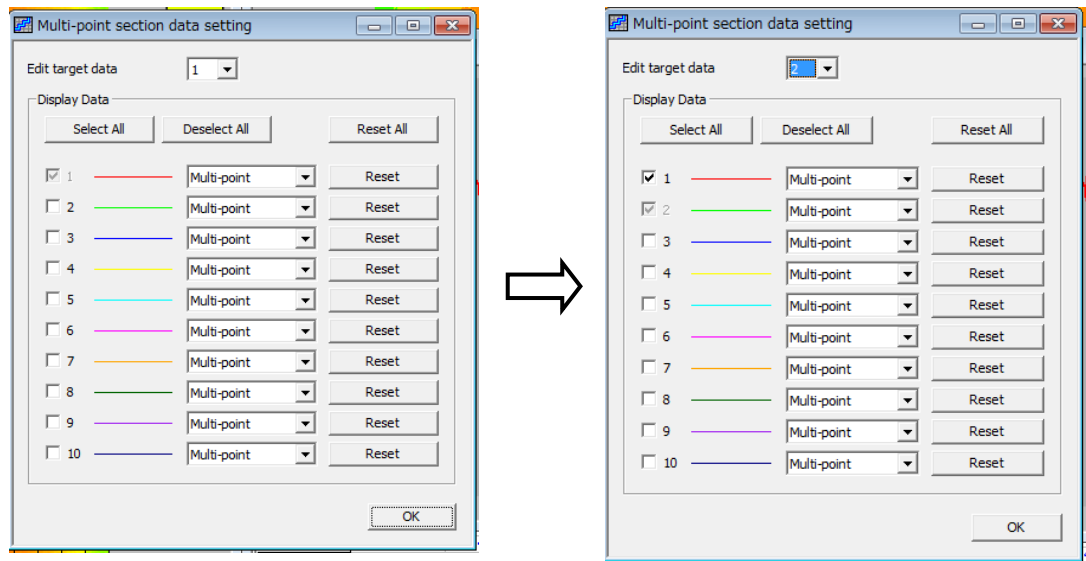 Multi-point section data setting
Edit target data 1
Display Data
Select All Deselect All Reset All
1 Multi-point Reset
2 Multi-point Reset
3 Multi-point Reset
4 Multi-point Reset
5 Multi-point Reset
6 Multi-point Reset
7 Multi-point Reset
8 Multi-point Reset
9 Multi-point Reset
10 Multi-point Reset
OK
Multi-point section data setting
Edit target data 2
Display Data
Select All Deselect All Reset All
1 Multi-point Reset
2 Multi-point Reset
3 Multi-point Reset
4 Multi-point Reset
5 Multi-point Reset
6 Multi-point Reset
7 Multi-point Reset
8 Multi-point Reset
9 Multi-point Reset
10 Multi-point Reset
OK